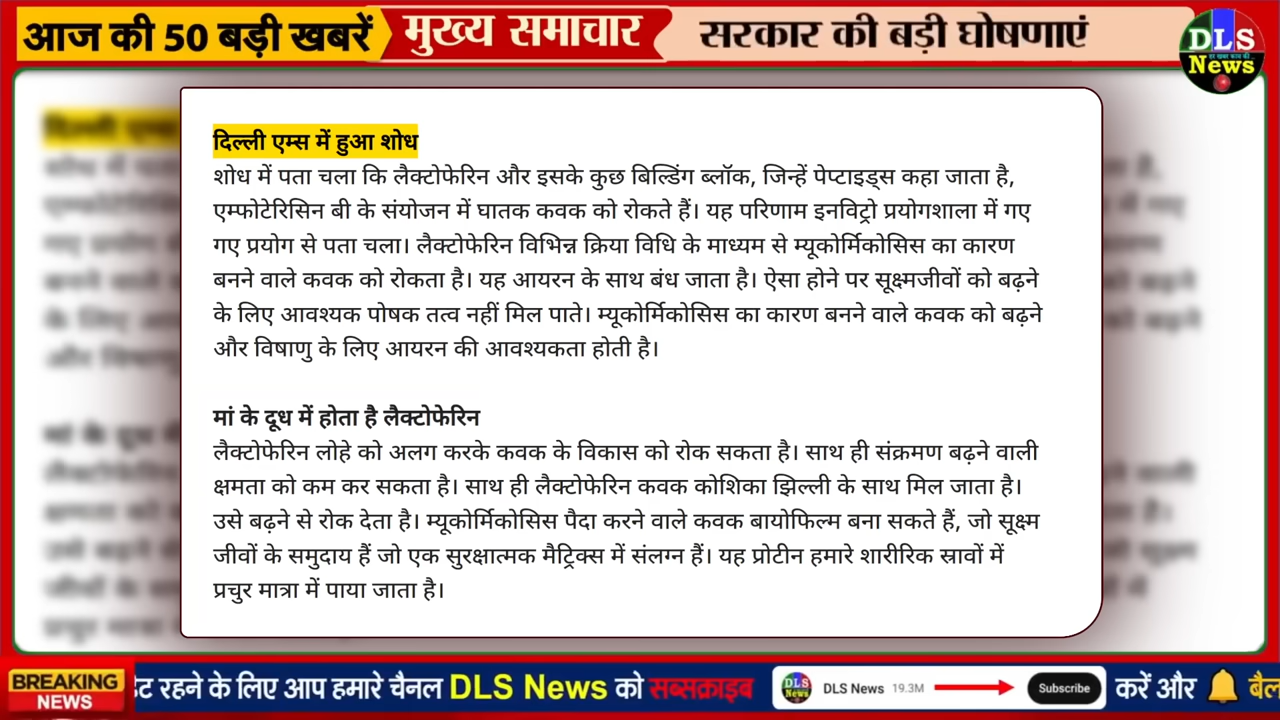 आज की 50 बड़ी खबरें
मुख्य समाचार
सरकार की बड़ी घोषणाएं
DLS
हर खबर काम की...
News
दिल्ली एम्स में हुआ शोध
शोध में पता चला कि लैक्टोफेरिन और इसके कुछ बिल्डिंग ब्लॉक, जिन्हें पेप्टाइड्स कहा जाता है,
एम्फोटेरिसिन बी के संयोजन में घातक कवक को रोकते हैं। यह परिणाम इनविट्रो प्रयोगशाला में गए
गए प्रयोग से पता चला। लैक्टोफेरिन विभिन्न क्रिया विधि के माध्यम से म्यूकोर्मिकोसिस का कारण
बनने वाले कवक को रोकता है। यह आयरन के साथ बंध जाता है। ऐसा होने पर सूक्ष्मजीवों को बढ़ने
के लिए आवश्यक पोषक तत्व नहीं मिल पाते। म्यूकोर्मिकोसिस का कारण बनने वाले कवक को बढ़ने
और विषाणु के लिए आयरन की आवश्यकता होती है।
मां के दूध में होता है लैक्टोफेरिन
लैक्टोफेरिन लोहे को अलग करके कवक के विकास को रोक सकता है। साथ ही संक्रमण बढ़ने वाली
क्षमता को कम कर सकता है। साथ ही लैक्टोफेरिन कवक कोशिका झिल्ली के साथ मिल जाता है।
उसे बढ़ने से रोक देता है। म्यूकोर्मिकोसिस पैदा करने वाले कवक बायोफिल्म बना सकते हैं, जो सूक्ष्म
जीवों के समुदाय हैं जो एक सुरक्षात्मक मैट्रिक्स में संलग्न हैं। यह प्रोटीन हमारे शारीरिक स्रावों में
प्रचुर मात्रा में पाया जाता है।
BREAKING
NEWS
रहने के लिए आप हमारे चैनल DLS News को सब्सक्राइब
DLS News 19.3M Subscribe
करें और